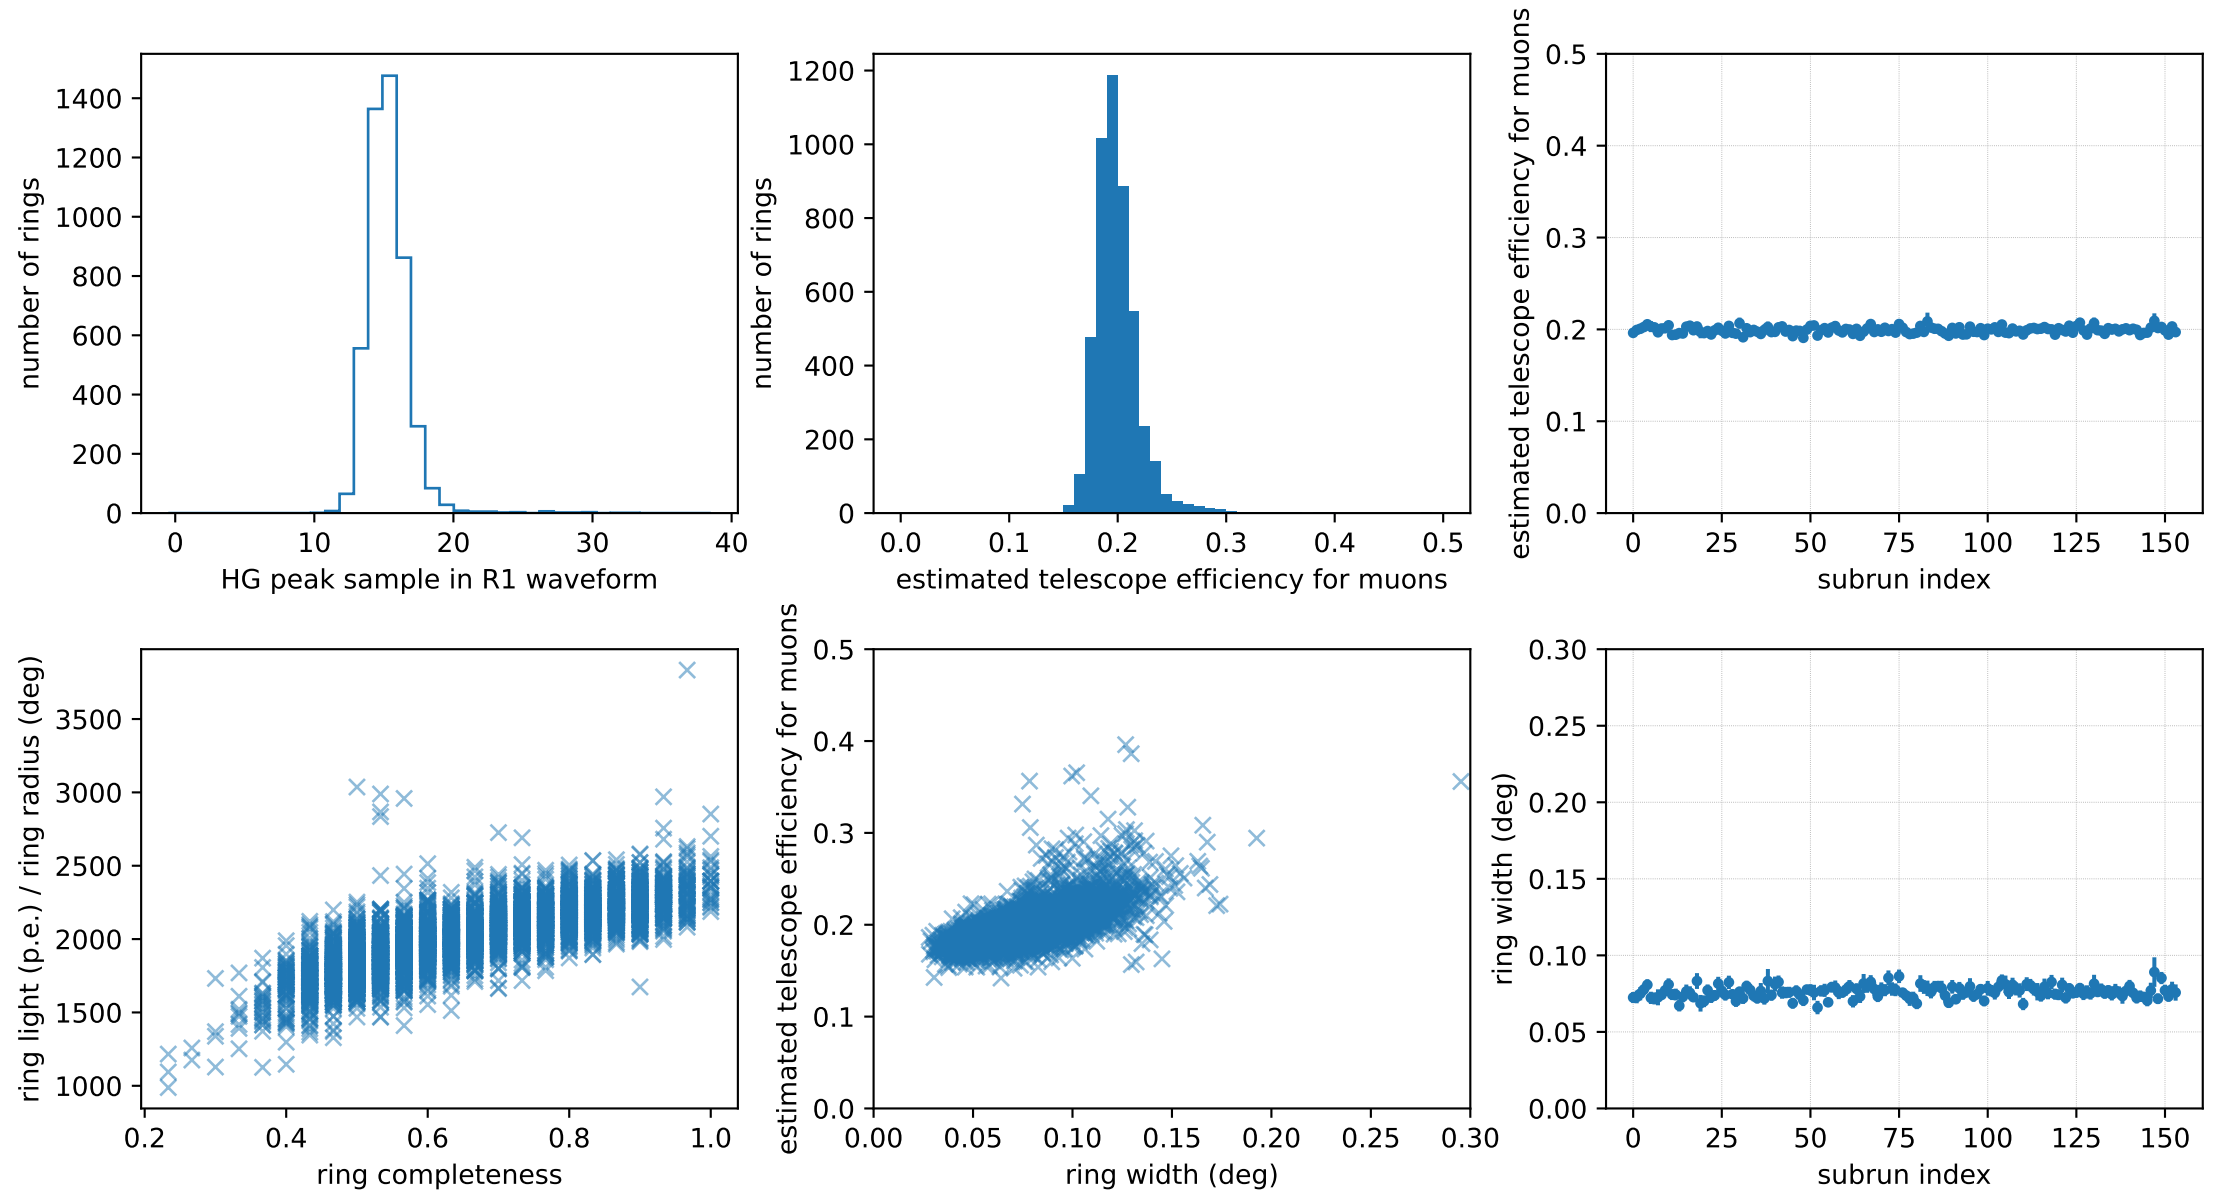 number of rings
1400
1200
1000
800
600
400
200
0
0 10 20 30 40
HG peak sample in R1 waveform
number of rings
1200
1000
800
600
400
200
0
0.0 0.1 0.2 0.3 0.4 0.5
estimated telescope efficiency for muons
estimated telescope efficiency for muons
0.5
0.4
0.3
0.2
0.1
0.0
0 25 50 75 100 125 150
subrun index
ring light (p.e.) / ring radius (deg)
3500
3000
2500
2000
1500
1000
0.2 0.4 0.6 0.8 1.0
ring completeness
estimated telescope efficiency for muons
0.5
0.4
0.3
0.2
0.1
0.0
0.00 0.05 0.10 0.15 0.20 0.25 0.30
ring width (deg)
ring width (deg)
0.30
0.25
0.20
0.15
0.10
0.05
0.00
0 25 50 75 100 125 150
subrun index